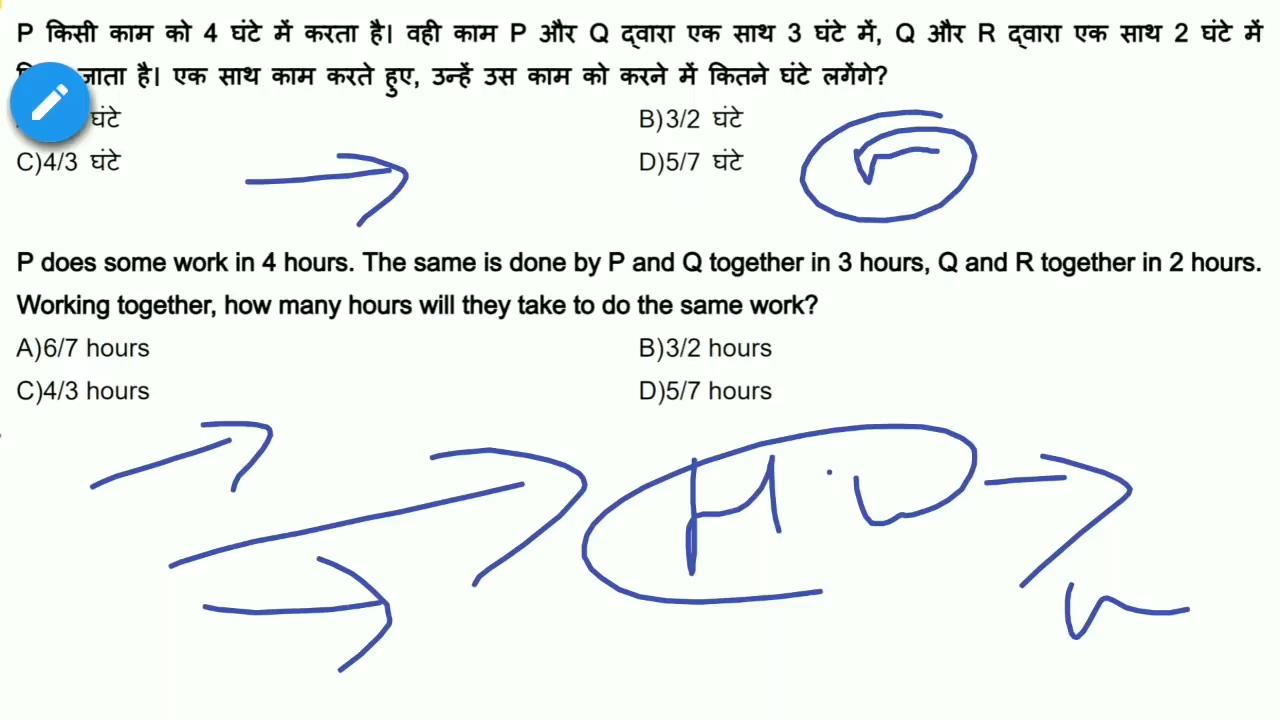 P किसी काम को 4 घंटे में करता है। वही काम P और Q द्वारा एक साथ 3 घंटे में, Q और R द्वारा एक साथ 2 घंटे में
जाता है। एक साथ काम करते हुए, उन्हें उस काम को करने में कितने घंटे लगेंगे?
घंटे B)3/2 घंटे
C)4/3 घंटे D)5/7 घंटे
P does some work in 4 hours. The same is done by P and Q together in 3 hours, Q and R together in 2 hours.
Working together, how many hours will they take to do the same work?
A)6/7 hours B)3/2 hours
C)4/3 hours D)5/7 hours
H.W